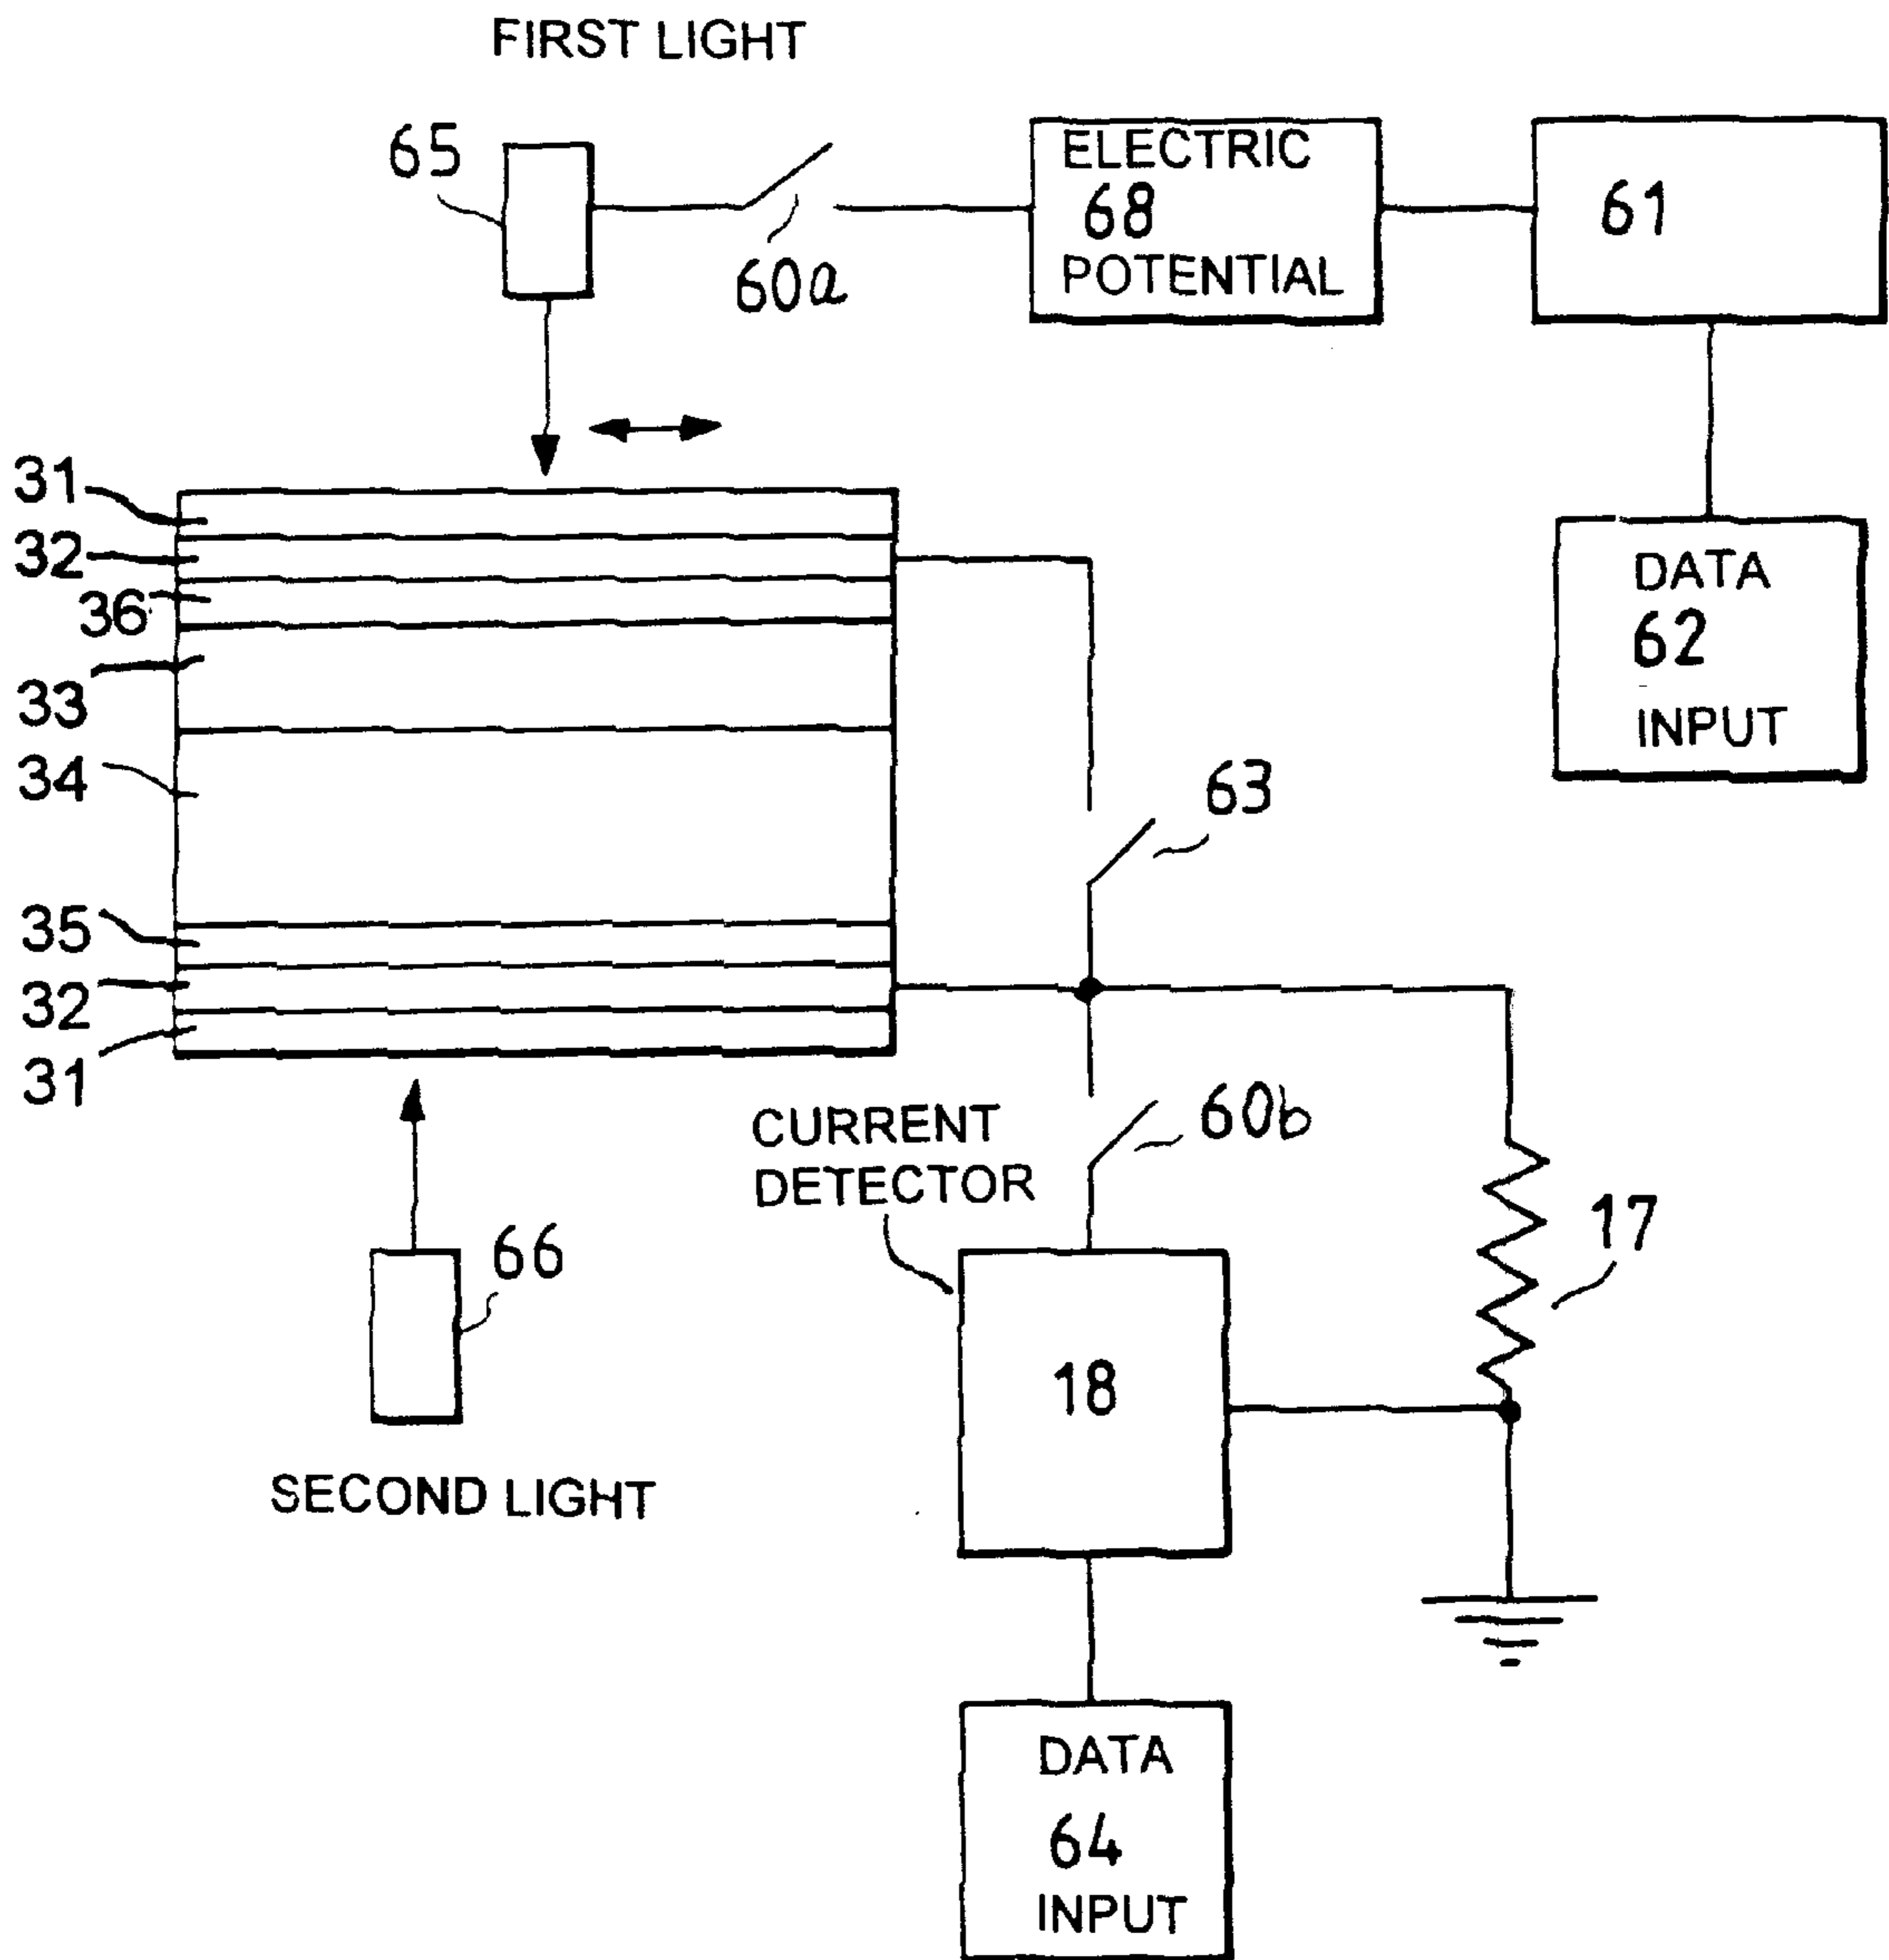 FIRST LIGHT
65
60a
ELECTRIC
68
POTENTIAL
61
DATA
62
INPUT
31
32
36
33
34
35
32
31
63
60b
CURRENT
DETECTOR
17
18
66
SECOND LIGHT
DATA
64
INPUT